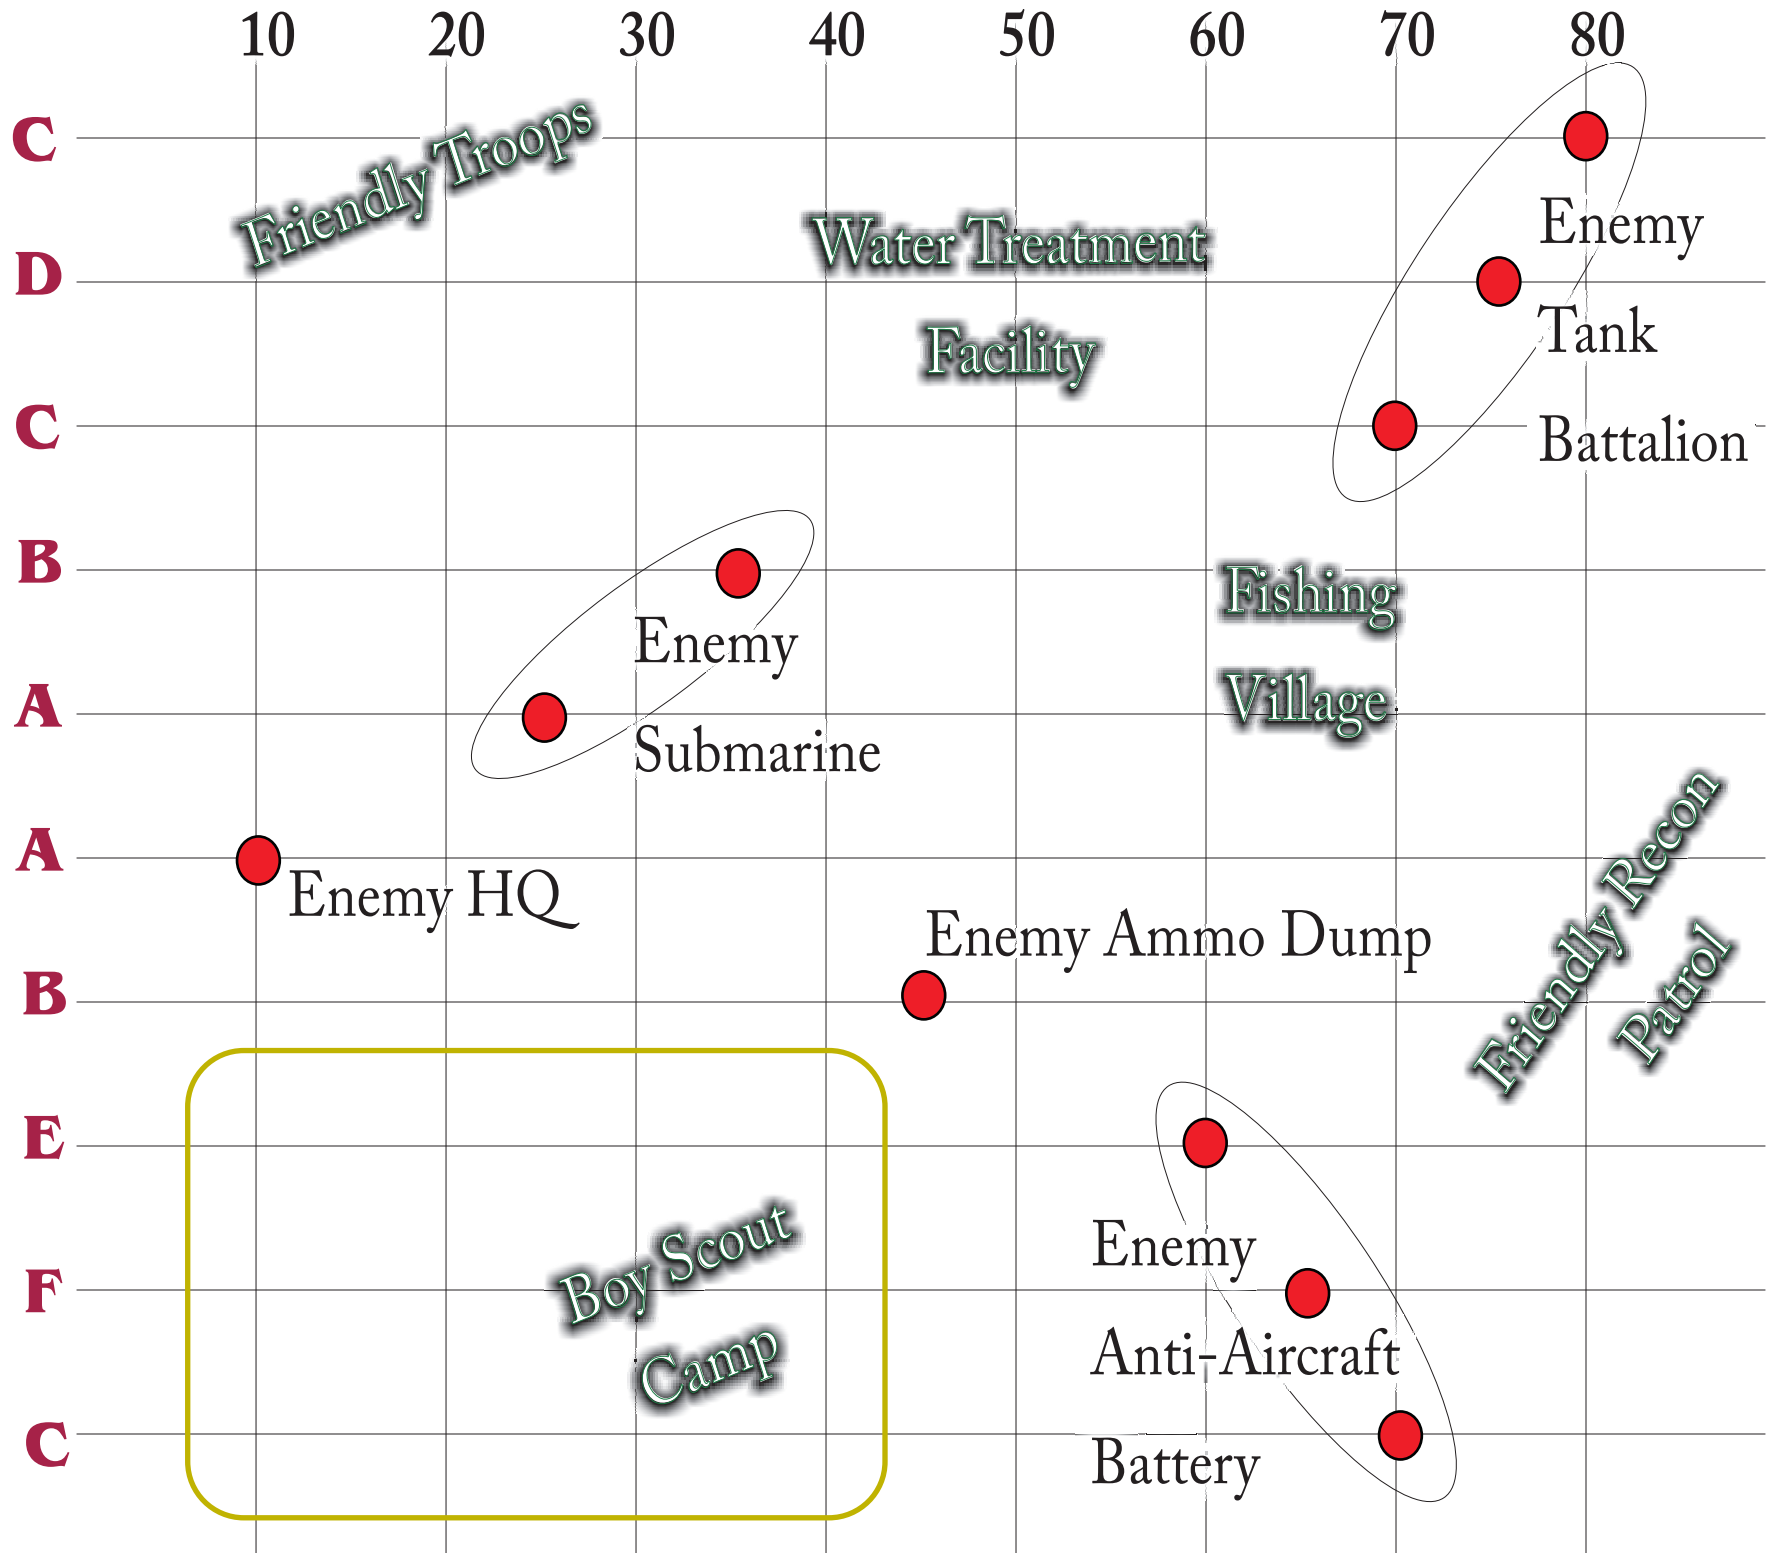 10 20 30 40 50 60 70 80
C
Friendly Troops
Enemy
Water Treatment
D
Tank
Facility
C
Battalion
B
Fishing
Enemy
A
Village
Submarine
A
Enemy HQ
Friendly Recon
Patrol
Enemy Ammo Dump
B
E
Enemy
Boy Scout
F
Anti-Aircraft
Camp
C
Battery